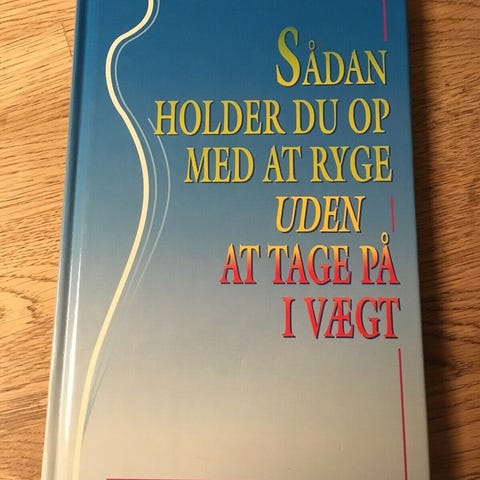 SÅDAN
HOLDER DU OP
MED AT RYGE
UDEN
AT TAGE PÅ
I VÆGT